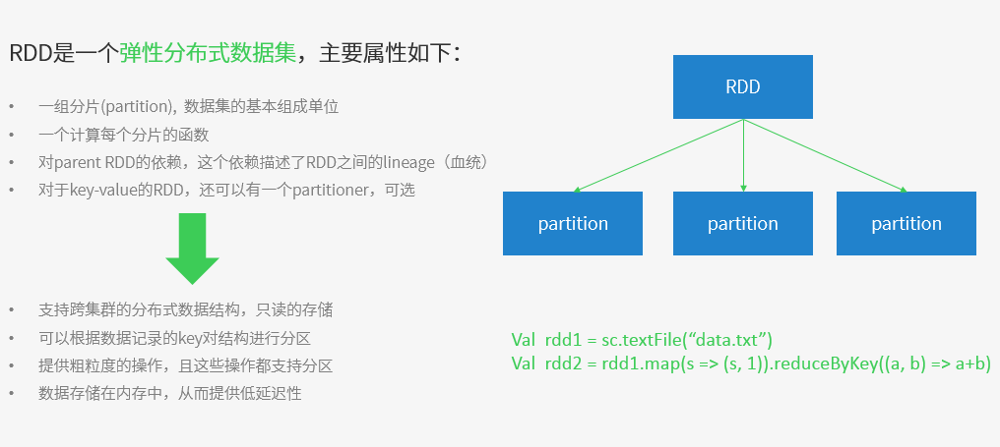 RDD是一个弹性分布式数据集，主要属性如下：
• 一组分片(partition), 数据集的基本组成单位
• 一个计算每个分片的函数
• 对parent RDD的依赖，这个依赖描述了RDD之间的lineage（血统）
• 对于key-value的RDD，还可以有一个partitioner，可选
• 支持跨集群的分布式数据结构，只读的存储
• 可以根据数据记录的key对结构进行分区
• 提供粗粒度的操作，且这些操作都支持分区
• 数据存储在内存中，从而提供低延迟性
RDD
partition partition partition
Val rdd1 = sc.textFile(“data.txt”)
Val rdd2 = rdd1.map(s => (s, 1)).reduceByKey((a, b) => a+b)